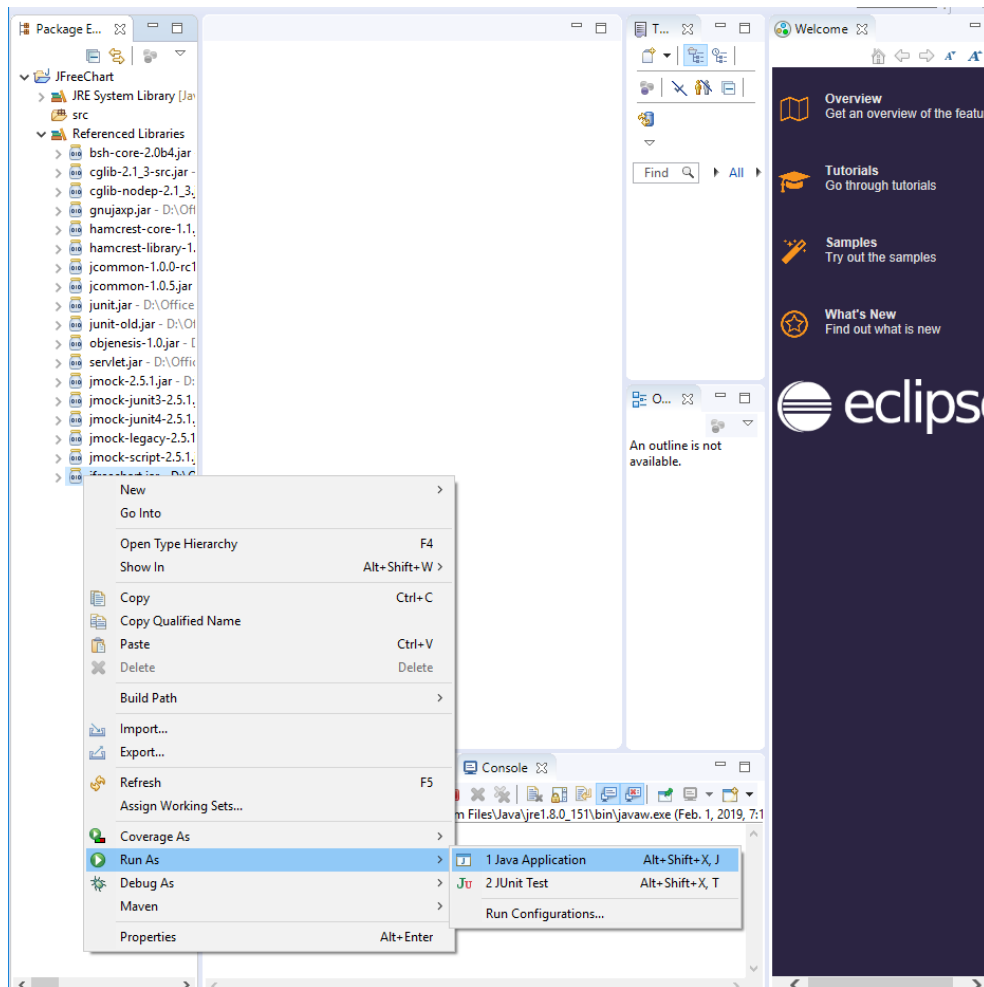 Package E...
JFreeChart
JRE System Library [Jav
src
Referenced Libraries
bsh-core-2.0b4.jar
cglib-2.1_3-src.jar -
cglib-nodep-2.1_3.
gnujaxp.jar - D:\Off
hamcrest-core-1.1.
hamcrest-library-1.
jcommon-1.0.0-rc1
jcommon-1.0.5.jar
junit.jar - D:\Office
junit-old.jar - D:\Of
objenesis-1.0.jar - D
servlet.jar - D:\Offic
jmock-2.5.1.jar - D:
jmock-junit3-2.5.1.
jmock-junit4-2.5.1.
jmock-legacy-2.5.1
jmock-script-2.5.1.j
jfreechart.jar - D:\O
New
Go Into
Open Type Hierarchy F4
Show In Alt+Shift+W >
Copy Ctrl+C
Copy Qualified Name
Paste Ctrl+V
Delete Delete
Build Path
Import...
Export...
Refresh F5
Assign Working Sets...
Coverage As
Run As
Debug As
Maven
Properties Alt+Enter
1 Java Application Alt+Shift+X, J
2 JUnit Test Alt+Shift+X, T
Run Configurations...
Console
m Files\Java\jre1.8.0_151\bin\javaw.exe (Feb. 1, 2019, 7:1
T...
Find All
O...
An outline is not
available.
Welcome
Overview
Get an overview of the featu
Tutorials
Go through tutorials
Samples
Try out the samples
What's New
Find out what is new
eclipse